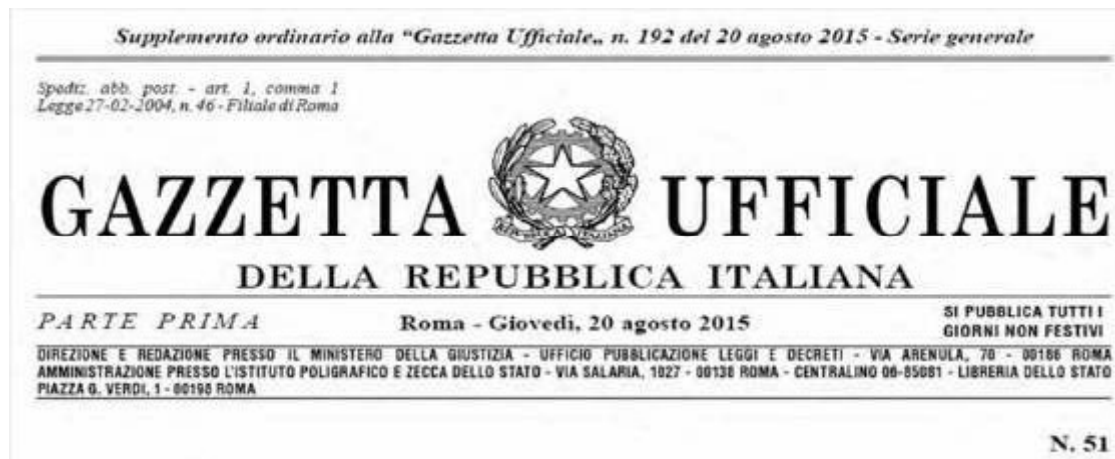 Supplemento ordinario alla "Gazzetta Ufficiale„ n. 192 del 20 agosto 2015 - Serie generale
Spediz. abb. post. - art. 1, comma 1
Legge 27-02-2004, n. 46 - Filiale di Roma
GAZZETTA UFFICIALE
REPVBBLICA ITALIANA
DELLA REPUBBLICA ITALIANA
PARTE PRIMA
Roma - Giovedì, 20 agosto 2015
SI PUBBLICA TUTTI I
GIORNI NON FESTIVI
DIREZIONE E REDAZIONE PRESSO IL MINISTERO DELLA GIUSTIZIA - UFFICIO PUBBLICAZIONE LEGGI E DECRETI - VIA ARENULA, 70 - 00186 ROMA
AMMINISTRAZIONE PRESSO L'ISTITUTO POLIGRAFICO E ZECCA DELLO STATO - VIA SALARIA, 1027 - 00138 ROMA - CENTRALINO 06-85081 - LIBRERIA DELLO STATO
PIAZZA G. VERDI, 1 - 00198 ROMA
N. 51